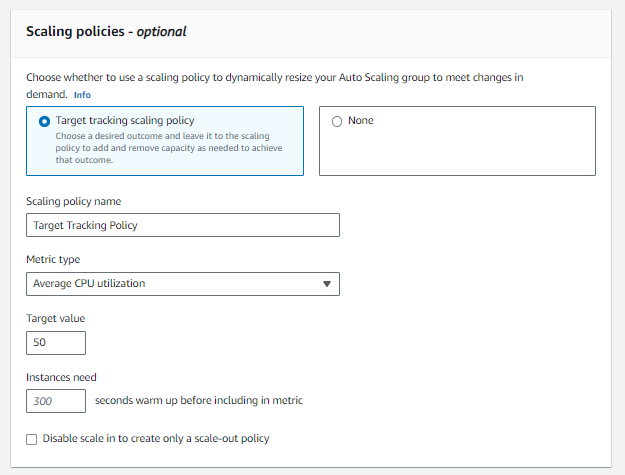 Scaling policies - optional
Choose whether to use a scaling policy to dynamically resize your Auto Scaling group to meet changes in
demand. Info
Target tracking scaling policy
Choose a desired outcome and leave it to the scaling
policy to add and remove capacity as needed to achieve
that outcome.
None
Scaling policy name
Target Tracking Policy
Metric type
Average CPU utilization
Target value
50
Instances need
300 seconds warm up before including in metric
Disable scale in to create only a scale-out policy